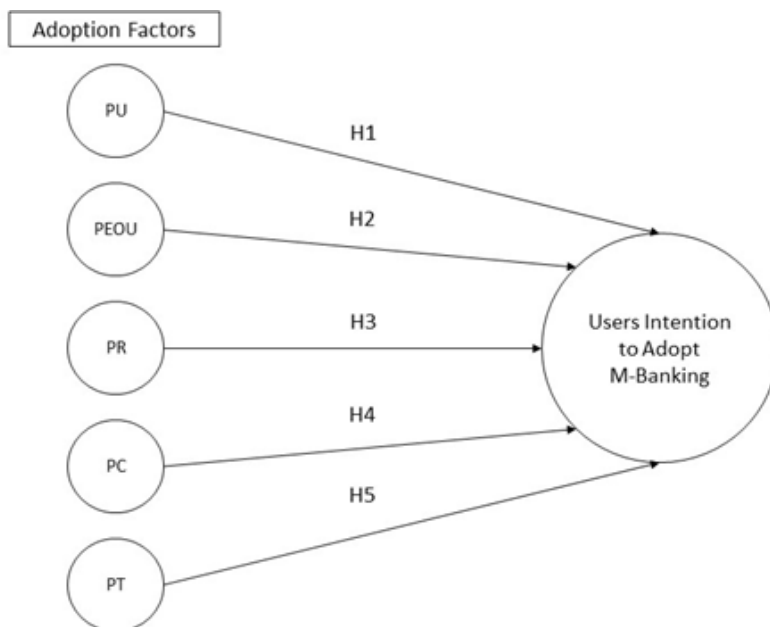 Adoption Factors
PU
H1
PEOU
H2
PR
H3
Users Intention
to Adopt
M-Banking
PC
H4
PT
H5